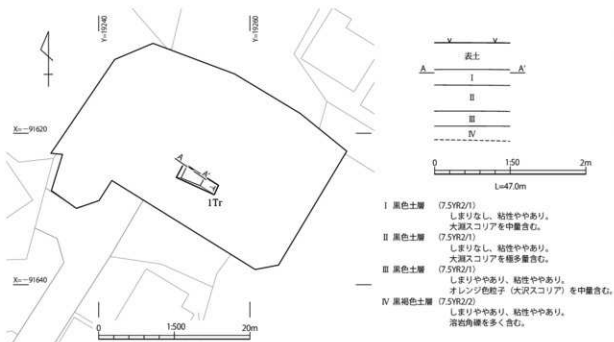 Y=19240
Y=19260
X=-91620
X=-91640
A
A'
1Tr
0
1:500
20m
表土
A
A'
Ⅰ
Ⅱ
Ⅲ
Ⅳ
0
1:50
2m
L=47.0m
Ⅰ 黒色土層 (7.5YR2/1)
しまりなし、粘性ややあり。
大淵スコリアを中量含む。
Ⅱ 黒色土層 (7.5YR2/1)
しまりなし、粘性ややあり。
大淵スコリアを極多量含む。
Ⅲ 黒色土層 (7.5YR2/1)
しまりややあり、粘性ややあり。
オレンジ色粒子（大沢スコリア）を中量含む。
Ⅳ 黒褐色土層 (7.5YR2/2)
しまりややあり、粘性ややあり。
溶岩角礫を多く含む。